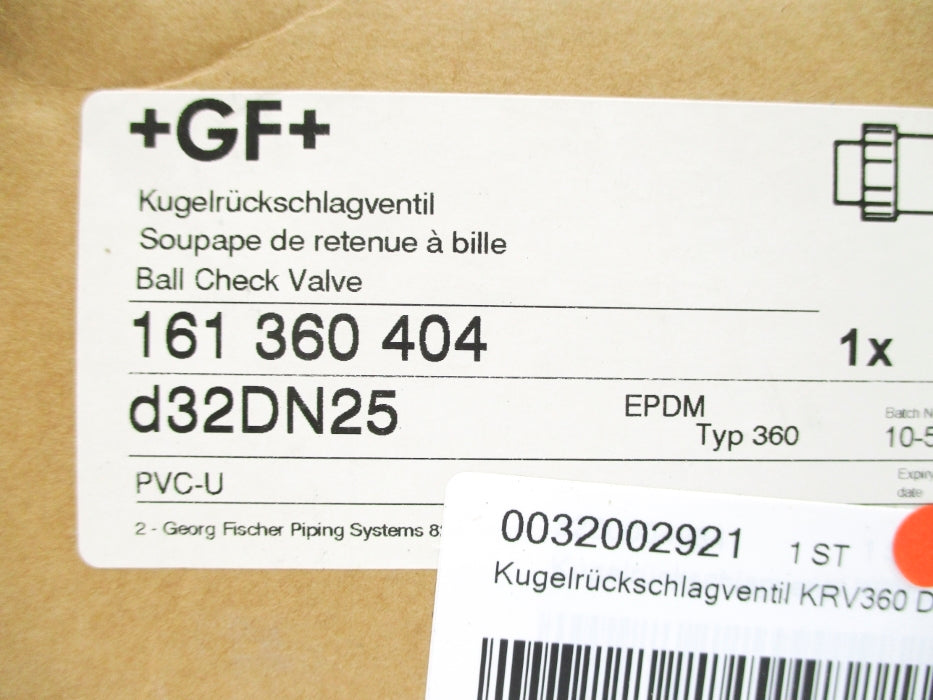 +GF+
Kugelrückschlagventil
Soupape de retenue à bille
Ball Check Valve
161 360 404
1x
d32DN25
EPDM
Typ 360
Batch
10-5
PVC-U
Expiry
date
2 - Georg Fischer Piping Systems 8
0032002921 1 ST
Kugelrückschlagventil KRV360 D